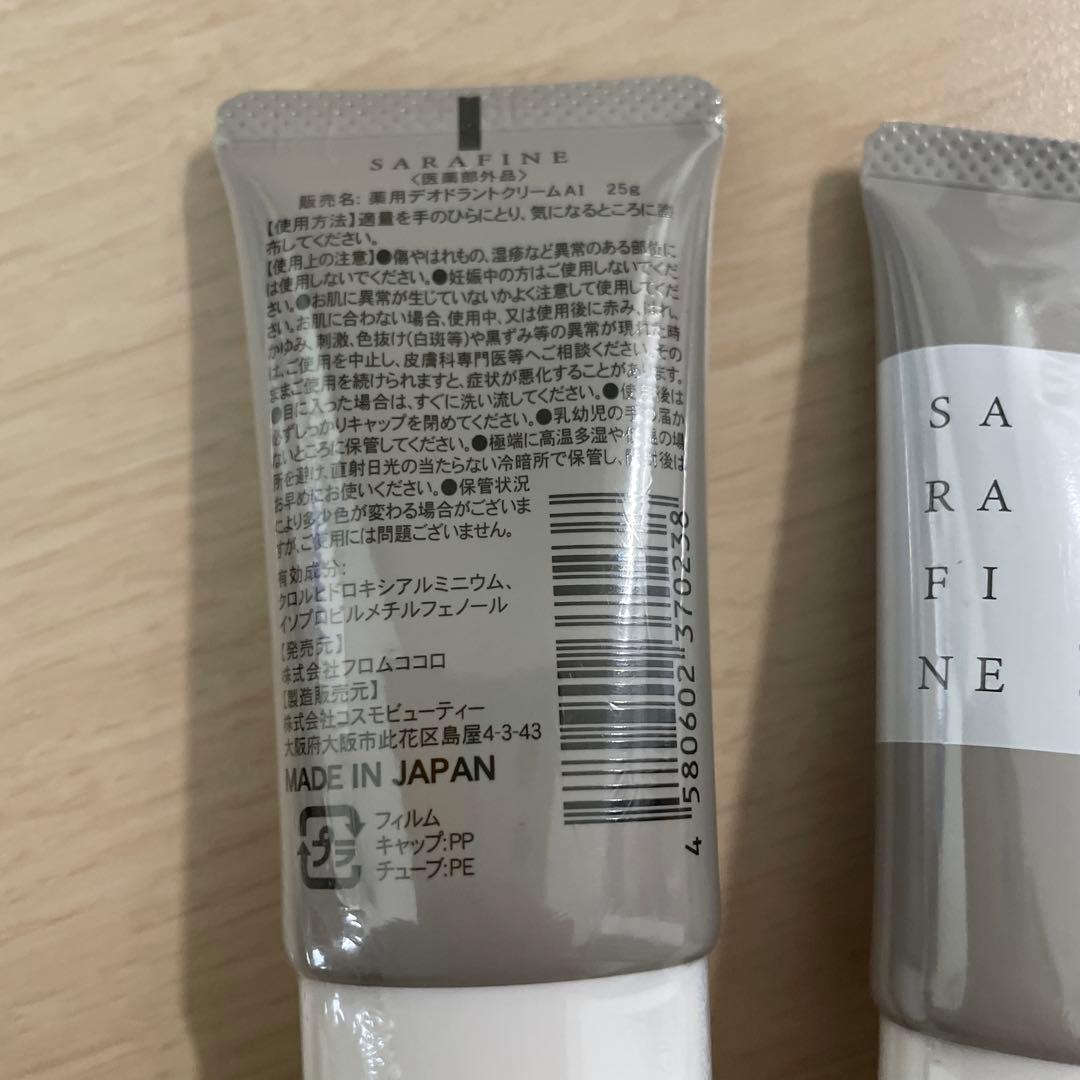 SARAFINE
〈医薬部外品〉
販売名: 薬用デオドラントクリームA1 25g
【使用方法】適量を手のひらにとり、気になるところに塗
布してください。
【使用上の注意】●傷やはれもの、湿疹など異常のある部位に
は使用しないでください。●妊娠中の方はご使用しないでくだ
さい。●お肌に異常が生じていないかよく注意して使用してくだ
さい。お肌に合わない場合、使用中、又は使用後に赤み、はれ、
かゆみ、刺激、色抜け(白斑等)や黒ずみ等の異常が現れた時
は、ご使用を中止し、皮膚科専門医等へご相談ください。その
ままご使用を続けられますと、症状が悪化することがあります。
●目に入った場合は、すぐに洗い流してください。●使用後は
必ずしっかりキャップを閉めてください。●乳幼児の手の届か
ないところに保管してください。●極端に高温多湿や低温の場
所を避け、直射日光の当たらない冷暗所で保管し、開封後は
お早めにお使いください。●保管状況
により多少色が変わる場合がございま
すが、ご使用には問題ございません。
有効成分:
クロルヒドロキシアルミニウム、
イソプロピルメチルフェノール
【発売元】
株式会社フロムココロ
【製造販売元】
株式会社コスモビューティー
大阪府大阪市此花区島屋4-3-43
MADE IN JAPAN
プラ
フィルム
キャップ:PP
チューブ:PE
4 580602 370238
SA
RA
FI
NE